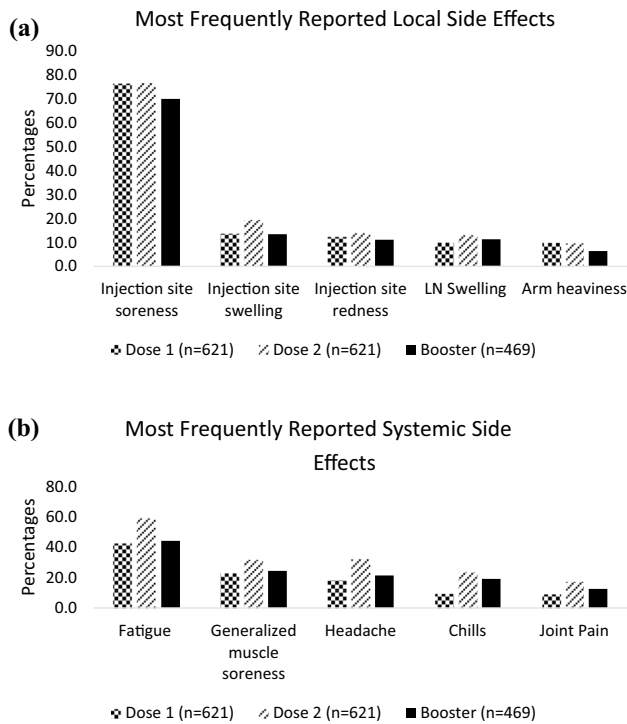 (a)
Most Frequently Reported Local Side Effects
Percentages
90.0
80.0
70.0
60.0
50.0
40.0
30.0
20.0
10.0
0.0
Injection site soreness
Injection site swelling
Injection site redness
LN Swelling
Arm heaviness
Dose 1 (n=621) Dose 2 (n=621) Booster (n=469)
(b)
Most Frequently Reported Systemic Side
Effects
Percentages
80.0
60.0
40.0
20.0
0.0
Fatigue
Generalized muscle soreness
Headache
Chills
Joint Pain
Dose 1 (n=621) Dose 2 (n=621) Booster (n=469)